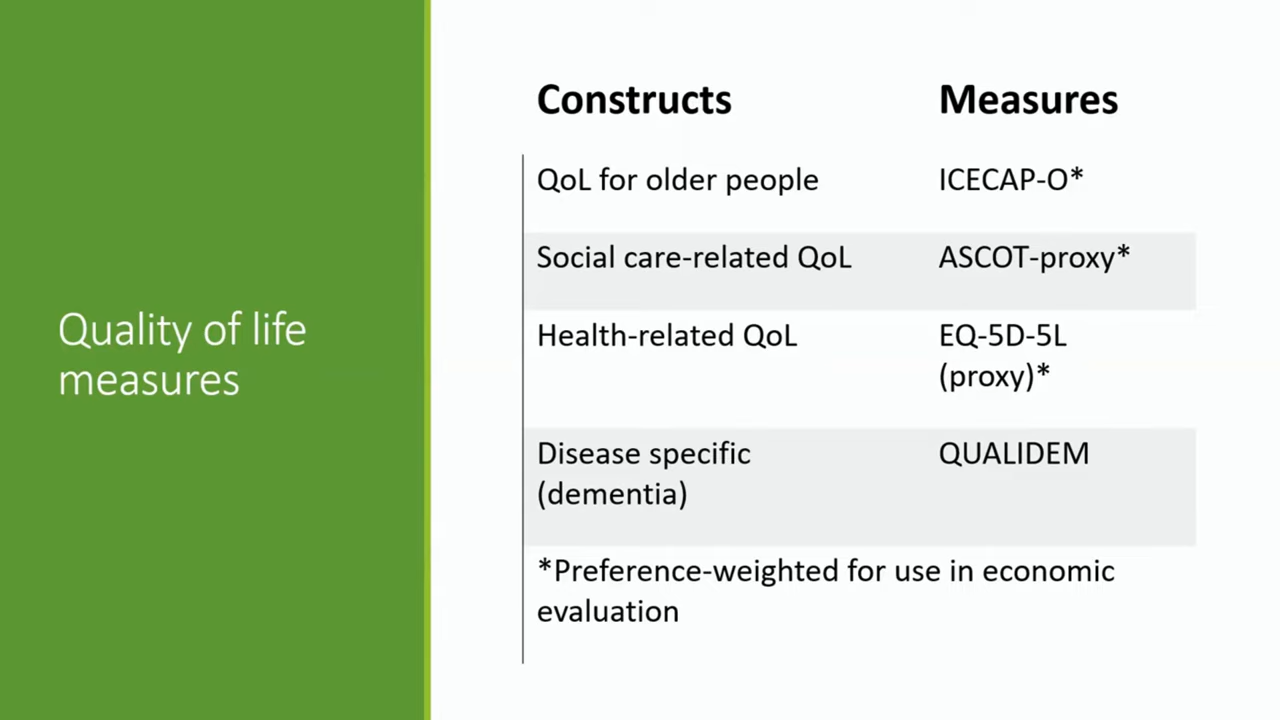 Quality of life
measures
Constructs Measures
QoL for older people ICECAP-O*
Social care-related QoL ASCOT-proxy*
Health-related QoL EQ-5D-5L
(proxy)*
Disease specific QUALIDEM
(dementia)
*Preference-weighted for use in economic
evaluation